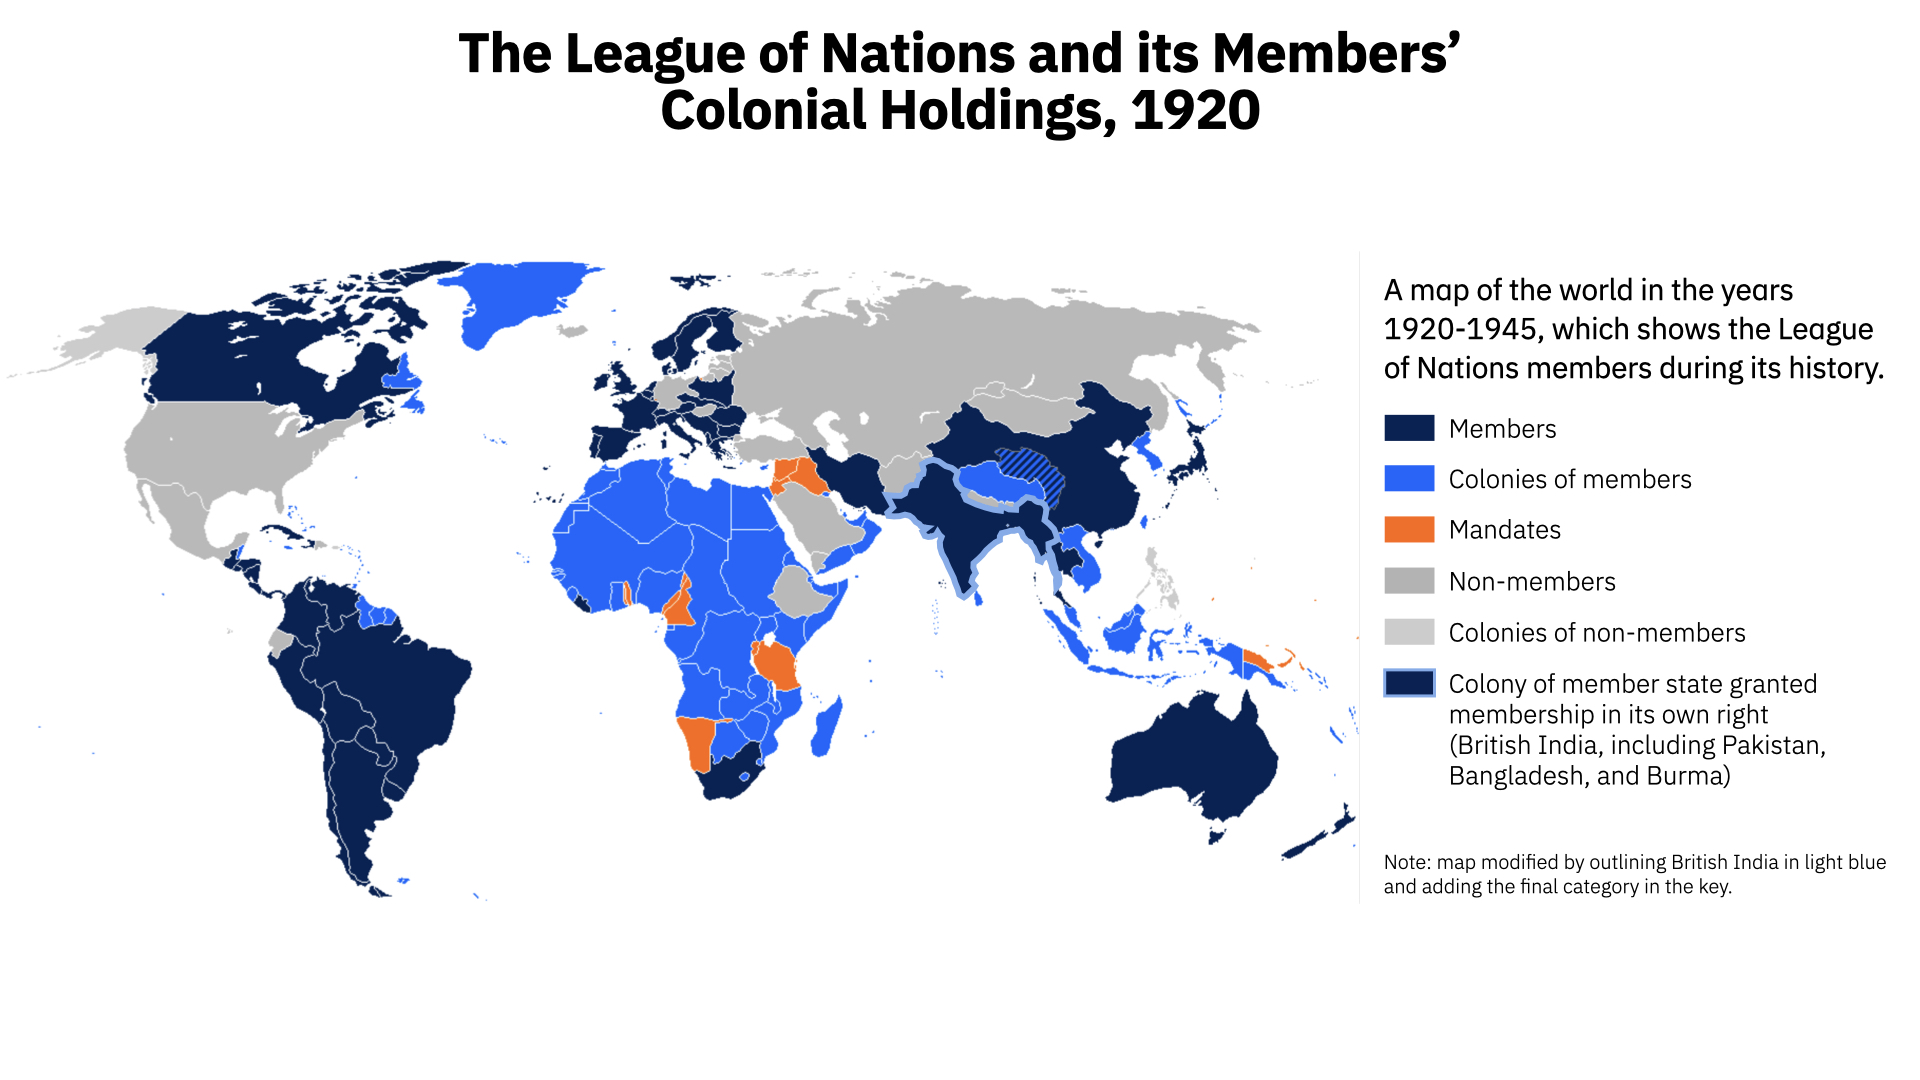 The League of Nations and its Members’
Colonial Holdings, 1920
A map of the world in the years
1920-1945, which shows the League
of Nations members during its history.
Members
Colonies of members
Mandates
Non-members
Colonies of non-members
Colony of member state granted
membership in its own right
(British India, including Pakistan,
Bangladesh, and Burma)
Note: map modified by outlining British India in light blue
and adding the final category in the key.